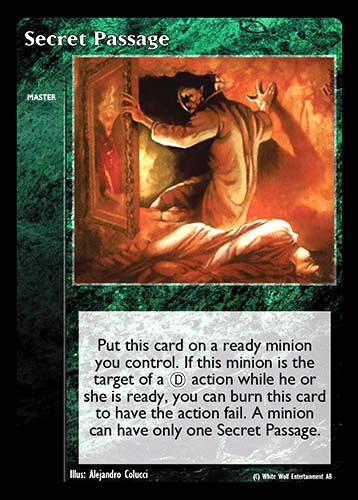 Secret Passage
MASTER
Put this card on a ready minion
you control. If this minion is the
target of a Ⓓ action while he or
she is ready, you can burn this card
to have the action fail. A minion
can have only one Secret Passage.
Illus: Alejandro Colucci
(C) White Wolf Entertainment AB